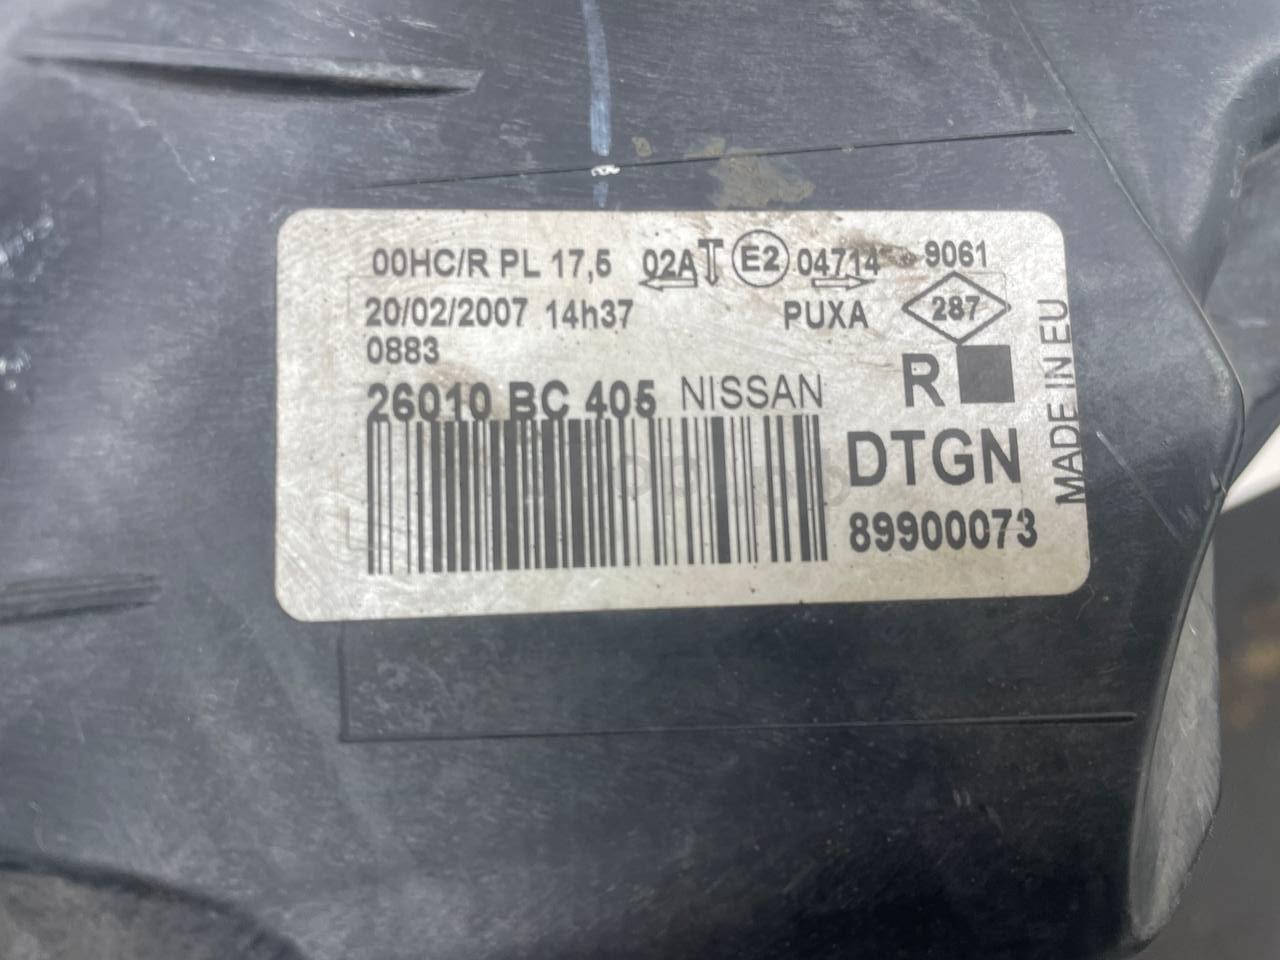 00HC/R PL 17,5 02A E2 04714 9061
20/02/2007 14h37 PUXA 287
0883
26010 BC 405 NISSAN R
DTGN
89900073
MADE IN EU